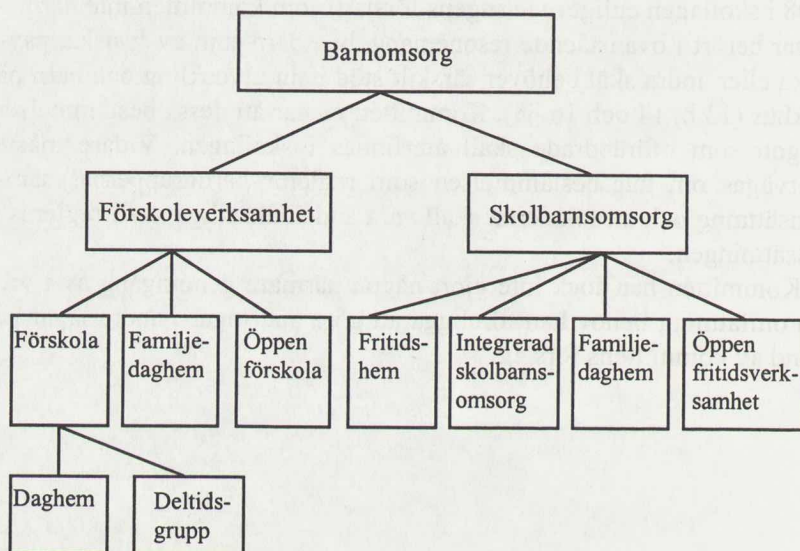 Barnomsorg
Förskoleverksamhet
Skolbarnsomsorg
Förskola
Familje-
daghem
Öppen
förskola
Fritids-
hem
Integrerad
skolbarns-
omsorg
Familje-
daghem
Öppen
fritidsverk-
samhet
Daghem
Deltids-
grupp